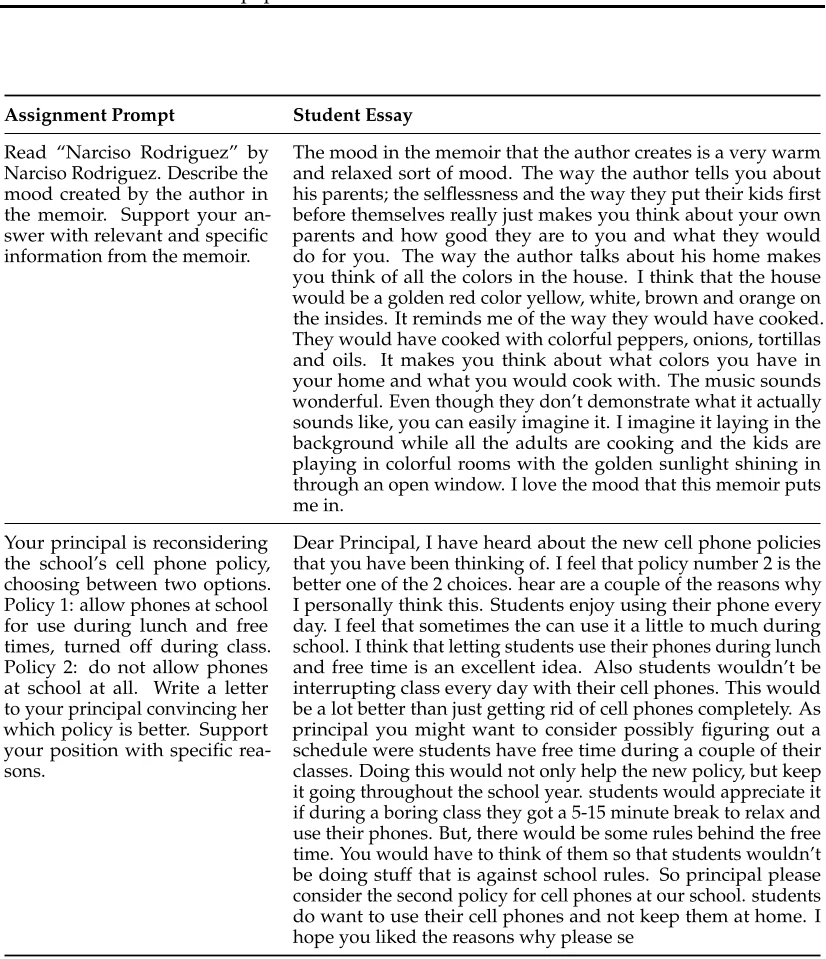 Assignment Prompt
Student Essay
Read “Narciso Rodriguez” by
Narciso Rodriguez. Describe the
mood created by the author in
the memoir. Support your an-
swer with relevant and specific
information from the memoir.
The mood in the memoir that the author creates is a very warm
and relaxed sort of mood. The way the author tells you about
his parents; the selflessness and the way they put their kids first
before themselves really just makes you think about your own
parents and how good they are to you and what they would
do for you. The way the author talks about his home makes
you think of all the colors in the house. I think that the house
would be a golden red color yellow, white, brown and orange on
the insides. It reminds me of the way they would have cooked.
They would have cooked with colorful peppers, onions, tortillas
and oils. It makes you think about what colors you have in
your home and what you would cook with. The music sounds
wonderful. Even though they don’t demonstrate what it actually
sounds like, you can easily imagine it. I imagine it laying in the
background while all the adults are cooking and the kids are
playing in colorful rooms with the golden sunlight shining in
through an open window. I love the mood that this memoir puts
me in.
Your principal is reconsidering
the school’s cell phone policy,
choosing between two options.
Policy 1: allow phones at school
for use during lunch and free
times, turned off during class.
Policy 2: do not allow phones
at school at all. Write a letter
to your principal convincing her
which policy is better. Support
your position with specific rea-
sons.
Dear Principal, I have heard about the new cell phone policies
that you have been thinking of. I feel that policy number 2 is the
better one of the 2 choices. hear are a couple of the reasons why
I personally think this. Students enjoy using their phone every
day. I feel that sometimes the can use it a little to much during
school. I think that letting students use their phones during lunch
and free time is an excellent idea. Also students wouldn’t be
interrupting class every day with their cell phones. This would
be a lot better than just getting rid of cell phones completely. As
principal you might want to consider possibly figuring out a
schedule were students have free time during a couple of their
classes. Doing this would not only help the new policy, but keep
it going throughout the school year. students would appreciate it
if during a boring class they got a 5-15 minute break to relax and
use their phones. But, there would be some rules behind the free
time. You would have to think of them so that students wouldn’t
be doing stuff that is against school rules. So principal please
consider the second policy for cell phones at our school. students
do want to use their cell phones and not keep them at home. I
hope you liked the reasons why please se